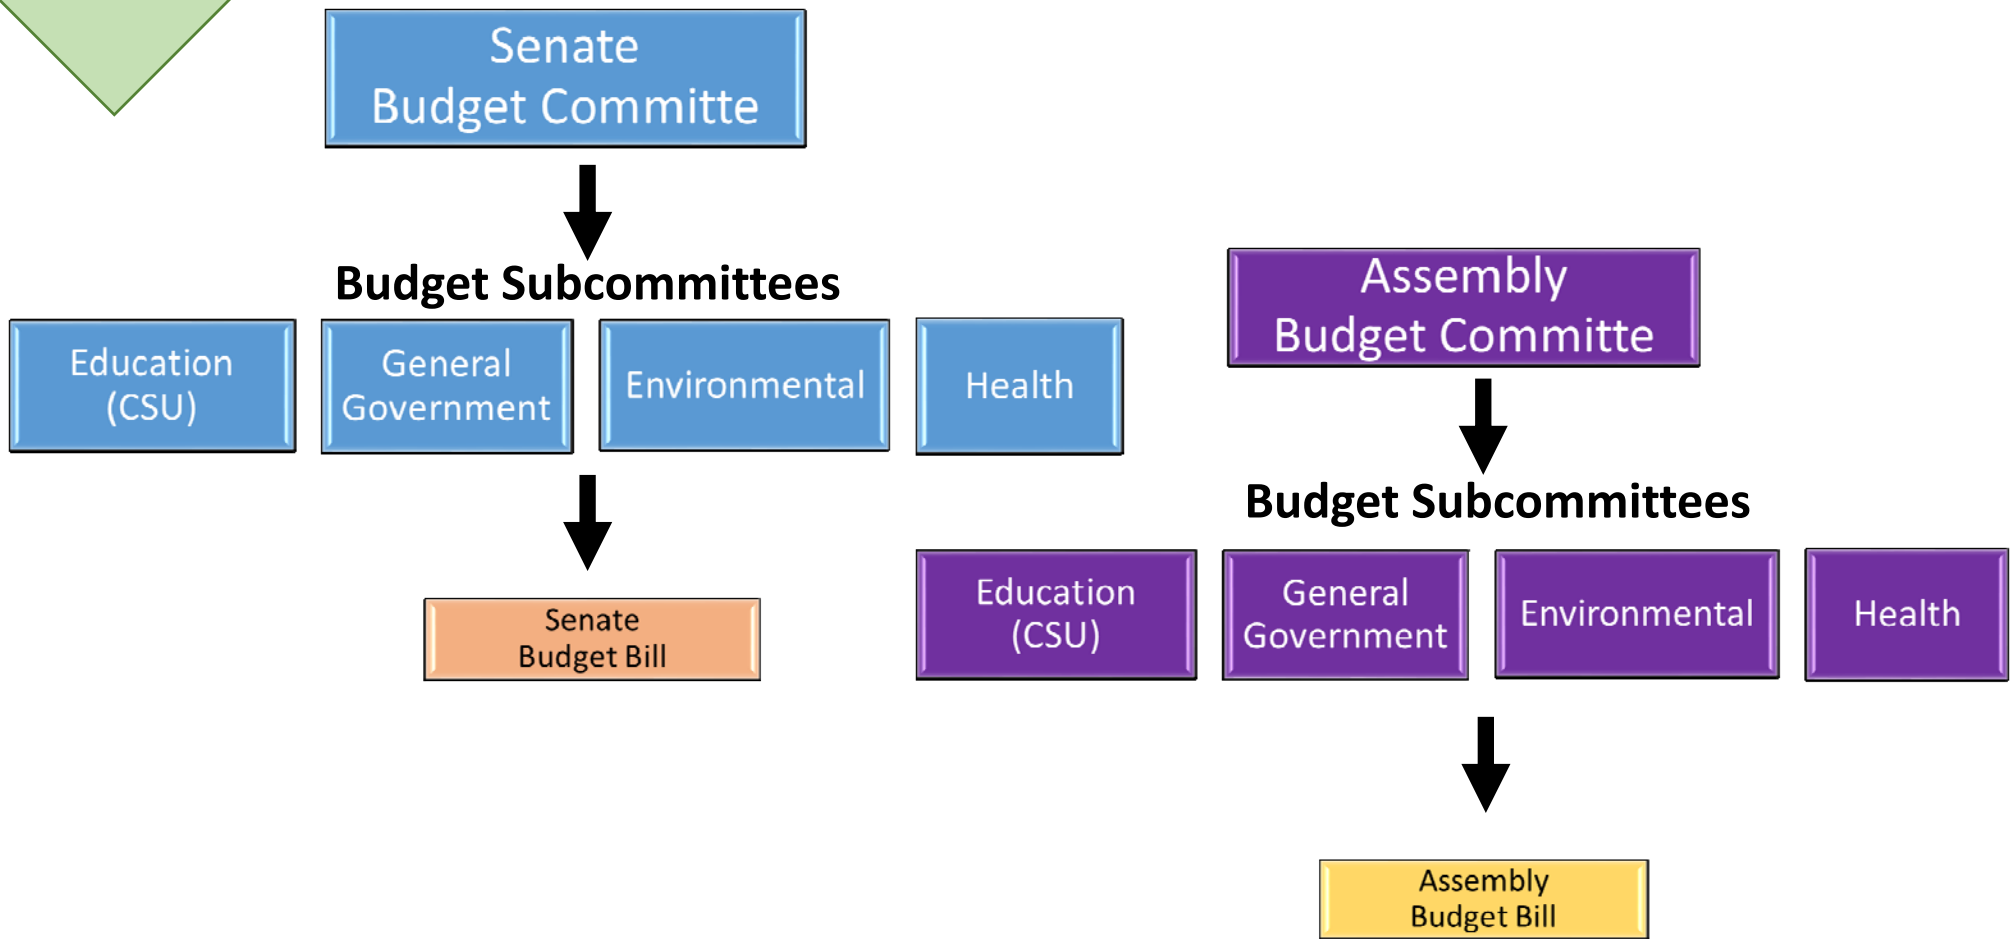 Senate
Budget Committe
Budget Subcommittees
Education
(CSU)
General
Government
Environmental
Health
Senate
Budget Bill
Assembly
Budget Committe
Budget Subcommittees
Education
(CSU)
General
Government
Environmental
Health
Assembly
Budget Bill